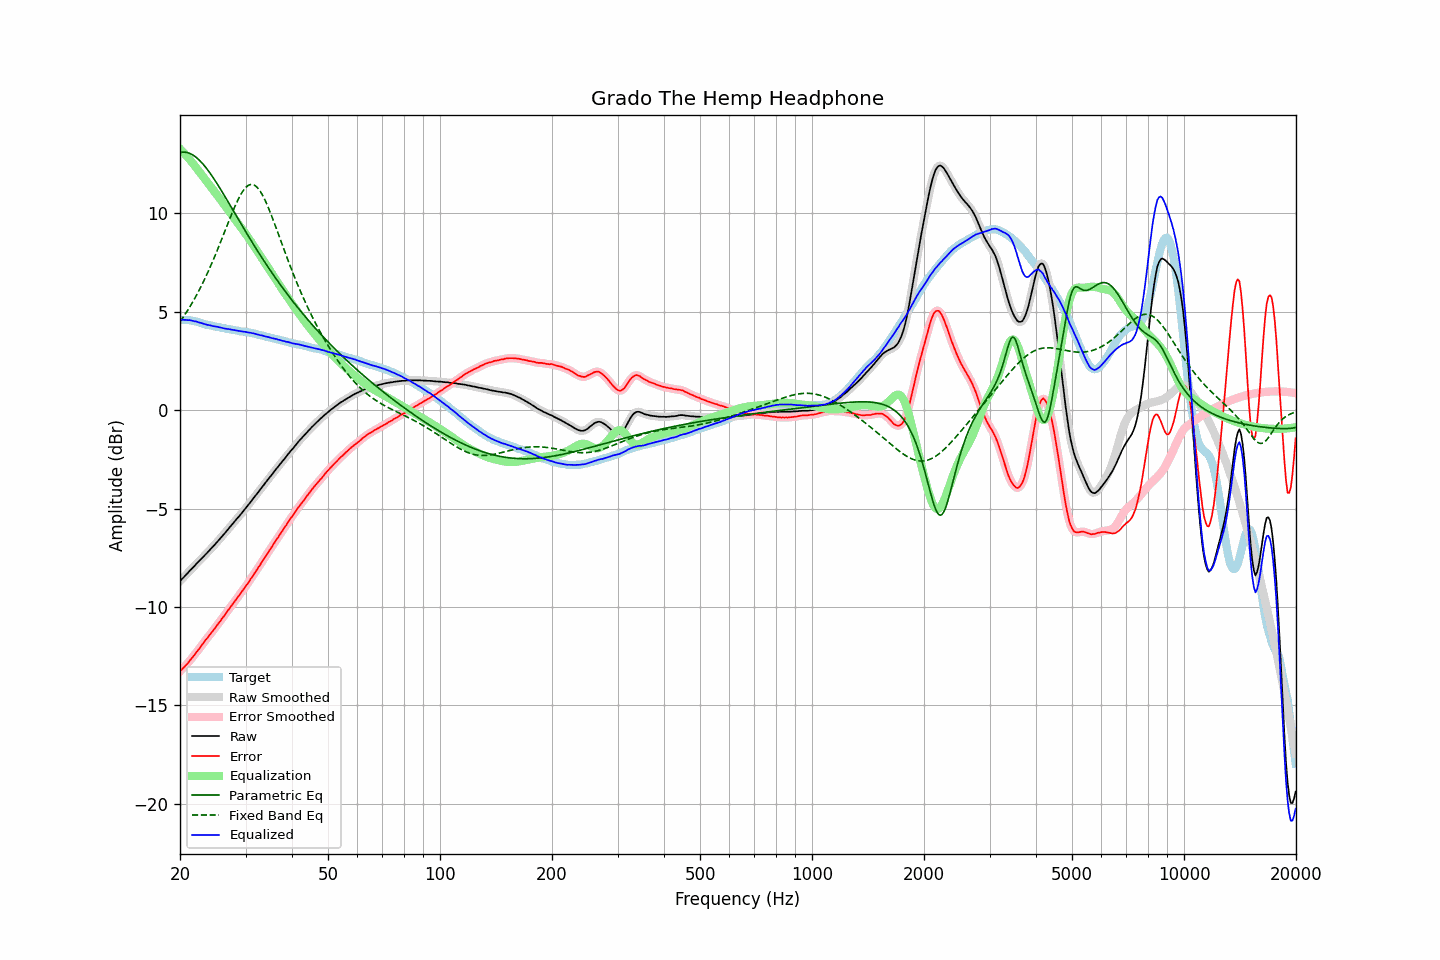 Grado The Hemp Headphone
Amplitude (dBr)
10
5
0
−5
−10
−15
−20
Target
Raw Smoothed
Error Smoothed
Raw
Error
Equalization
Parametric Eq
Fixed Band Eq
Equalized
20 50 100 200 500 1000 2000 5000 10000 20000
Frequency (Hz)